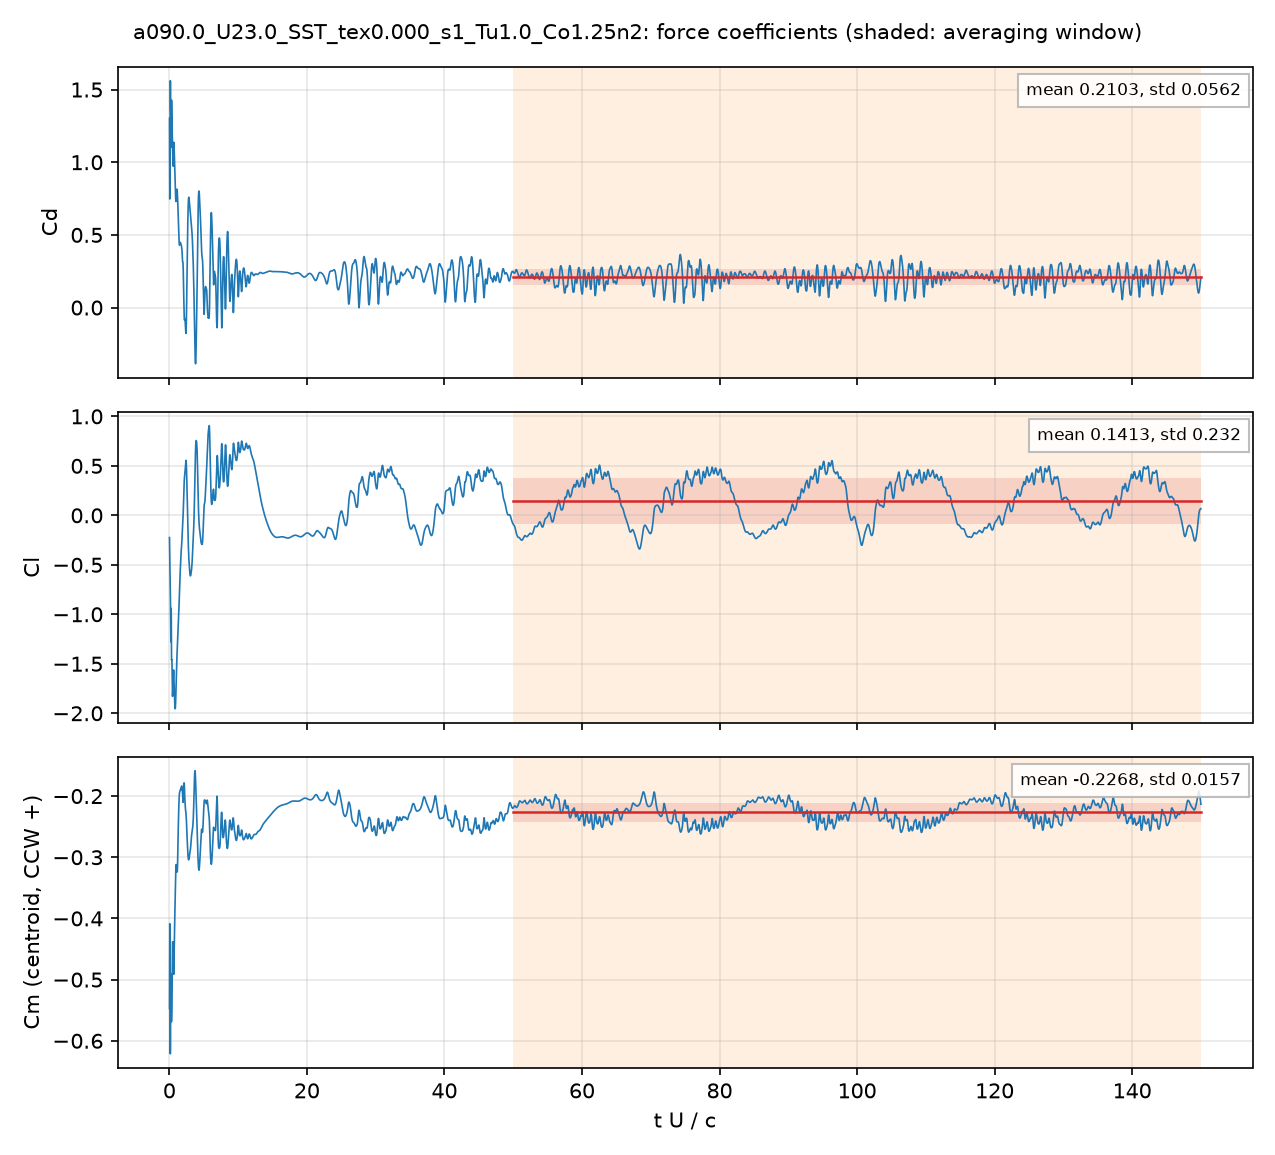 a090.0_U23.0_SST_tex0.000_s1_Tu1.0_Co1.25n2: force coefficients (shaded: averaging window)
mean 0.2103, std 0.0562
1.5
1.0
0.5
0.0
Cd
mean 0.1413, std 0.232
1.0
0.5
0.0
−0.5
−1.0
−1.5
−2.0
Cl
mean -0.2268, std 0.0157
−0.2
−0.3
−0.4
−0.5
−0.6
Cm (centroid, CCW +)
0 20 40 60 80 100 120 140
t U / c